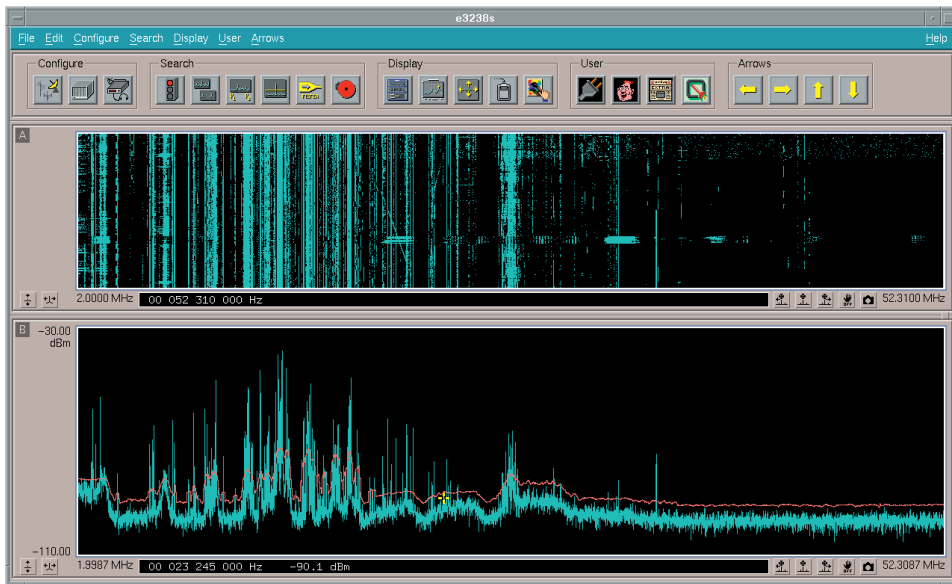 e3238s
File Edit Configure Search Display User Arrows Help
Configure Search Display User Arrows
A
2.0000 MHz 00 052 310 000 Hz 52.3100 MHz
B
-30.00
dBm
-110.00
1.9987 MHz 00 023 245 000 Hz -90.1 dBm 52.3087 MHz